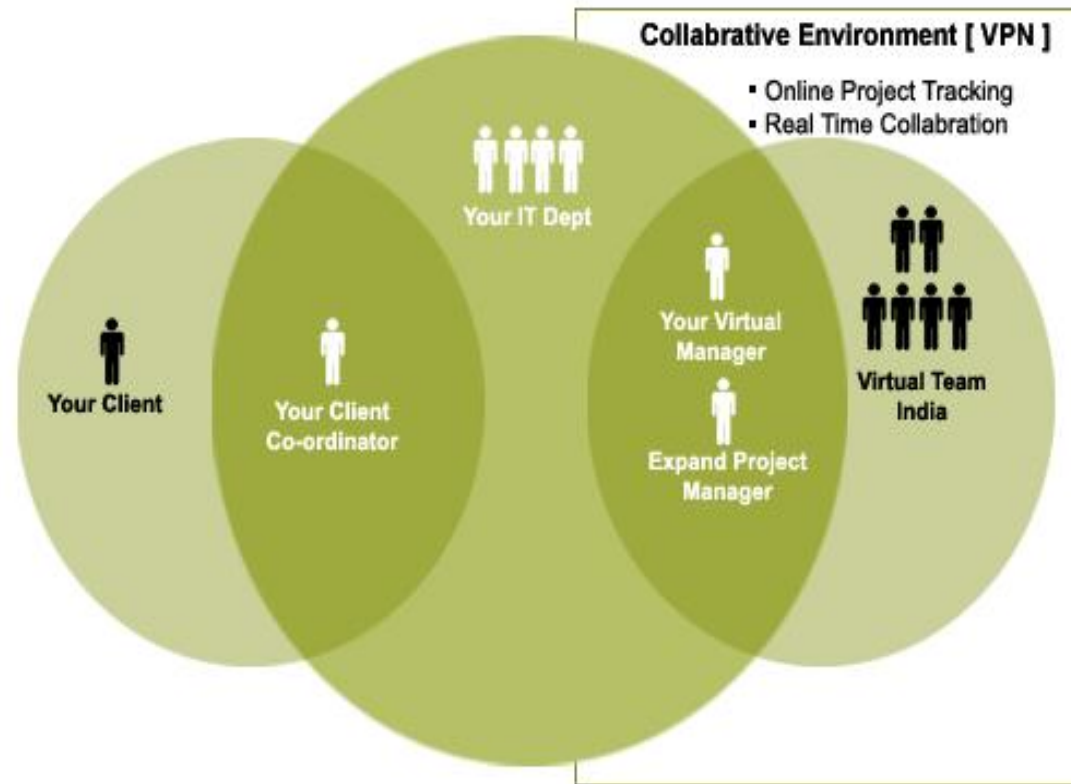 Collabrative Environment [ VPN ]
▪ Online Project Tracking
▪ Real Time Collabration
Your IT Dept
Your Client
Your Client
Co-ordinator
Your Virtual
Manager
Expand Project
Manager
Virtual Team
India